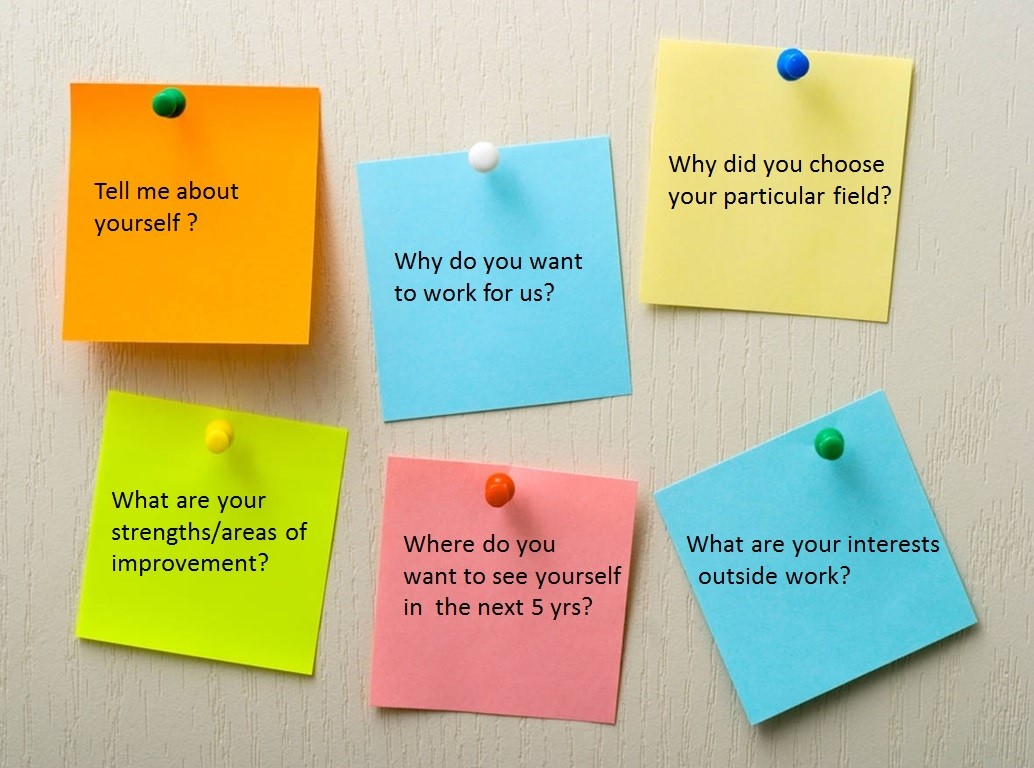 Tell me about
yourself ?
Why do you want
to work for us?
Why did you choose
your particular field?
What are your
strengths/areas of
improvement?
Where do you
want to see yourself
in  the next 5 yrs?
What are your interests
outside work?